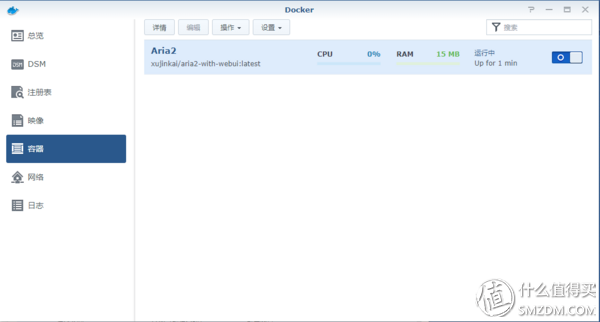 Docker
总览
DSM
DSM
注册表
映像
容器
网络
日志
详情 编辑 操作 设置 搜索
Aria2 CPU 0% RAM 15 MB 运行中
xujinkai/aria2-with-webui:latest Up for 1 min
值 什么值得买
SMZDM.COM